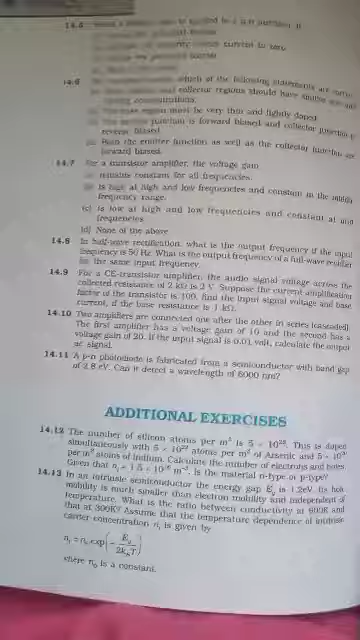 14.5
current to zero.
14.6 which of the following statements are
collector regions should have
concentrations.
region must be very thin and lightly doped.
junction is forward biased and collector junction
reverse biased.
Both the emitter junction as well as the collector junction are
forward biased.
14.7 For a transistor amplifier, the voltage gain
remains constant for all frequencies.
is high at high and low frequencies and constant in the middle
frequency range.
(c) is low at high and low frequencies and constant at mid
frequencies.
(d) None of the above.
14.8 In half-wave rectification, what is the output frequency if the input
frequency is 50 Hz. What is the output frequency of a full-wave rectifier
for the same input frequency.
14.9 For a CE-transistor amplifier, the audio signal voltage across the
collected resistance of 2 kΩ is 2 V. Suppose the current amplification
factor of the transistor is 100, find the input signal voltage and base
current, if the base resistance is 1 kΩ.
14.10 Two amplifiers are connected one after the other in series (cascaded).
The first amplifier has a voltage gain of 10 and the second has a
voltage gain of 20. If the input signal is 0.01 volt, calculate the output
ac signal.
14.11 A p-n photodiode is fabricated from a semiconductor with band gap
of 2.8 eV. Can it detect a wavelength of 6000 nm?
ADDITIONAL EXERCISES
14.12 The number of silicon atoms per m³ is 5 × 10²⁸. This is doped
simultaneously with 5 × 10²² atoms per m³ of Arsenic and 5 × 10²⁰
per m³ atoms of Indium. Calculate the number of electrons and holes.
Given that nᵢ = 1.5 × 10¹⁶ m⁻³. Is the material n-type or p-type?
14.13 In an intrinsic semiconductor the energy gap E_g is 1.2eV. Its hole
mobility is much smaller than electron mobility and independent of
temperature. What is the ratio between conductivity at 600K and
that at 300K? Assume that the temperature dependence of intrinsic
carrier concentration nᵢ is given by
nᵢ = n₀ exp(− E_g / 2k_BT)
where n₀ is a constant.